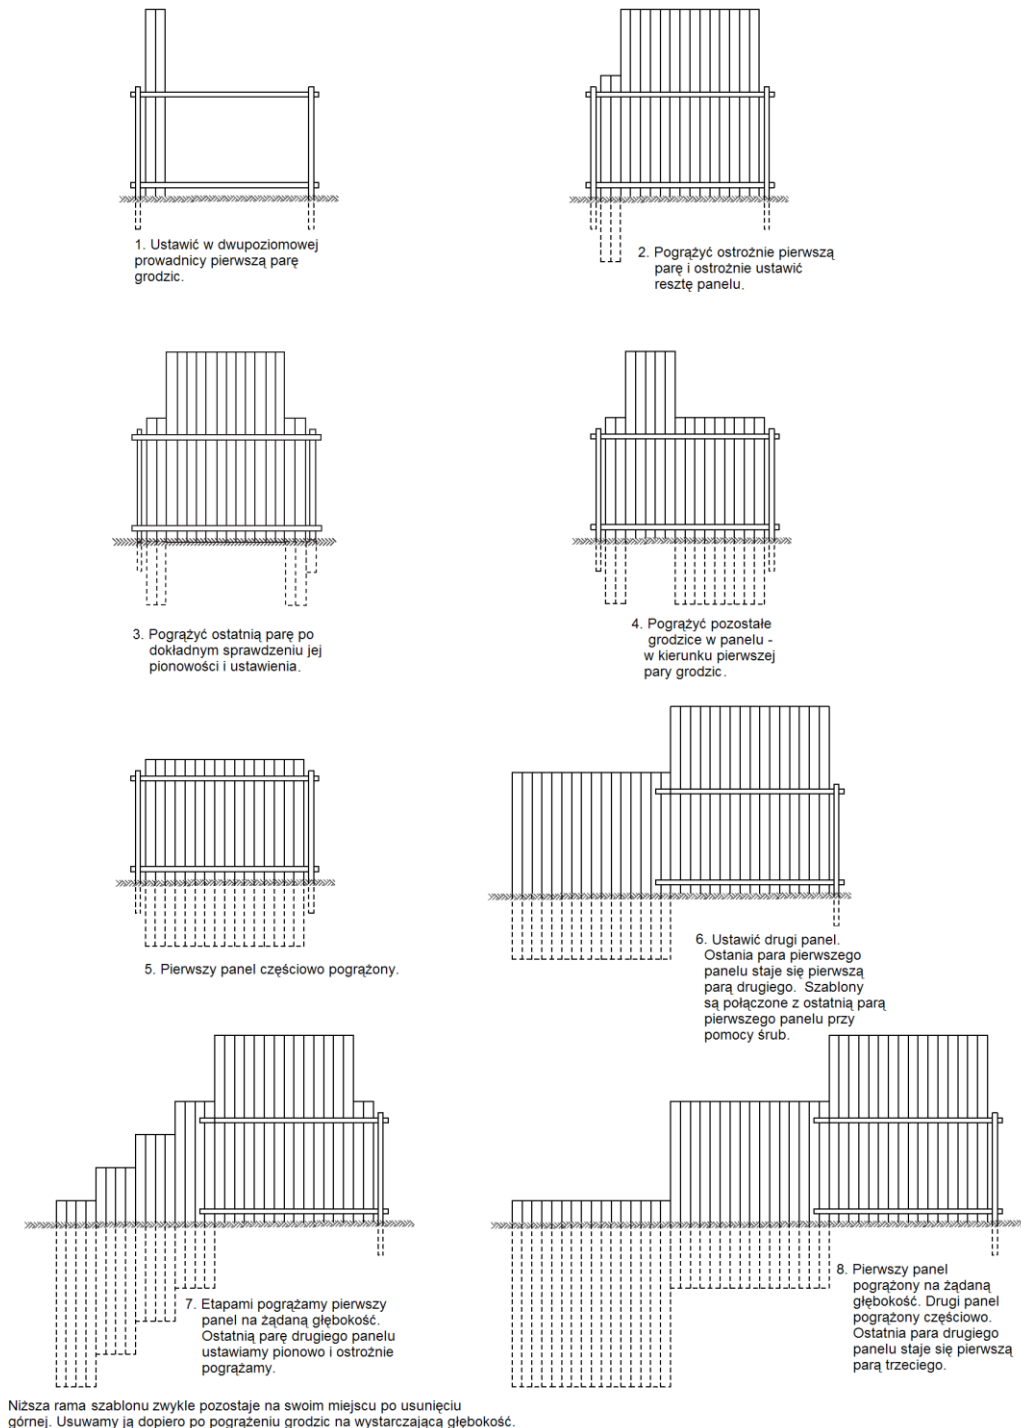 1. Ustawić w dwupoziomowej
prowadnicy pierwszą parę
grodzic.
2. Pogrążyć ostrożnie pierwszą
parę i ostrożnie ustawić
resztę panelu.
3. Pogrążyć ostatnią parę po
dokładnym sprawdzeniu jej
pionowości i ustawienia.
4. Pogrążyć pozostałe
grodzice w panelu -
w kierunku pierwszej
pary grodzic.
5. Pierwszy panel częściowo pogrążony.
6. Ustawić drugi panel.
Ostania para pierwszego
panelu staje się pierwszą
parą drugiego. Szablony
są połączone z ostatnią parą
pierwszego panelu przy
pomocy śrub.
7. Etapami pogrążamy pierwszy
panel na żądaną głębokość.
Ostatnią parę drugiego panelu
ustawiamy pionowo i ostrożnie
pogrążamy.
8. Pierwszy panel
pogrążony na żądaną
głębokość. Drugi panel
pogrążony częściowo.
Ostatnia para drugiego
panelu staje się pierwszą
parą trzeciego.
Niższa rama szablonu zwykle pozostaje na swoim miejscu po usunięciu
górnej. Usuwamy ją dopiero po pogrążeniu grodzic na wystarczającą głębokość.